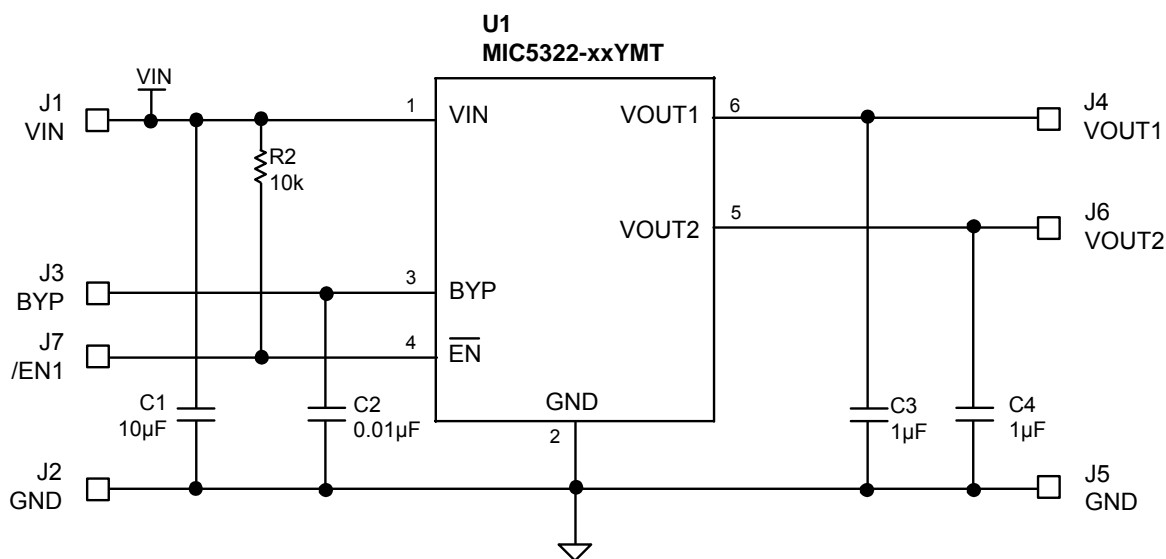 U1
MIC5322-xxYMT
VIN
J1
VIN
1
VIN
VOUT1
6
J4
VOUT1
R2
10k
VOUT2
5
J6
VOUT2
J3
BYP
3
BYP
J7
/EN1
4
EN
C1
10µF
C2
0.01µF
GND
2
C3
1µF
C4
1µF
J2
GND
J5
GND